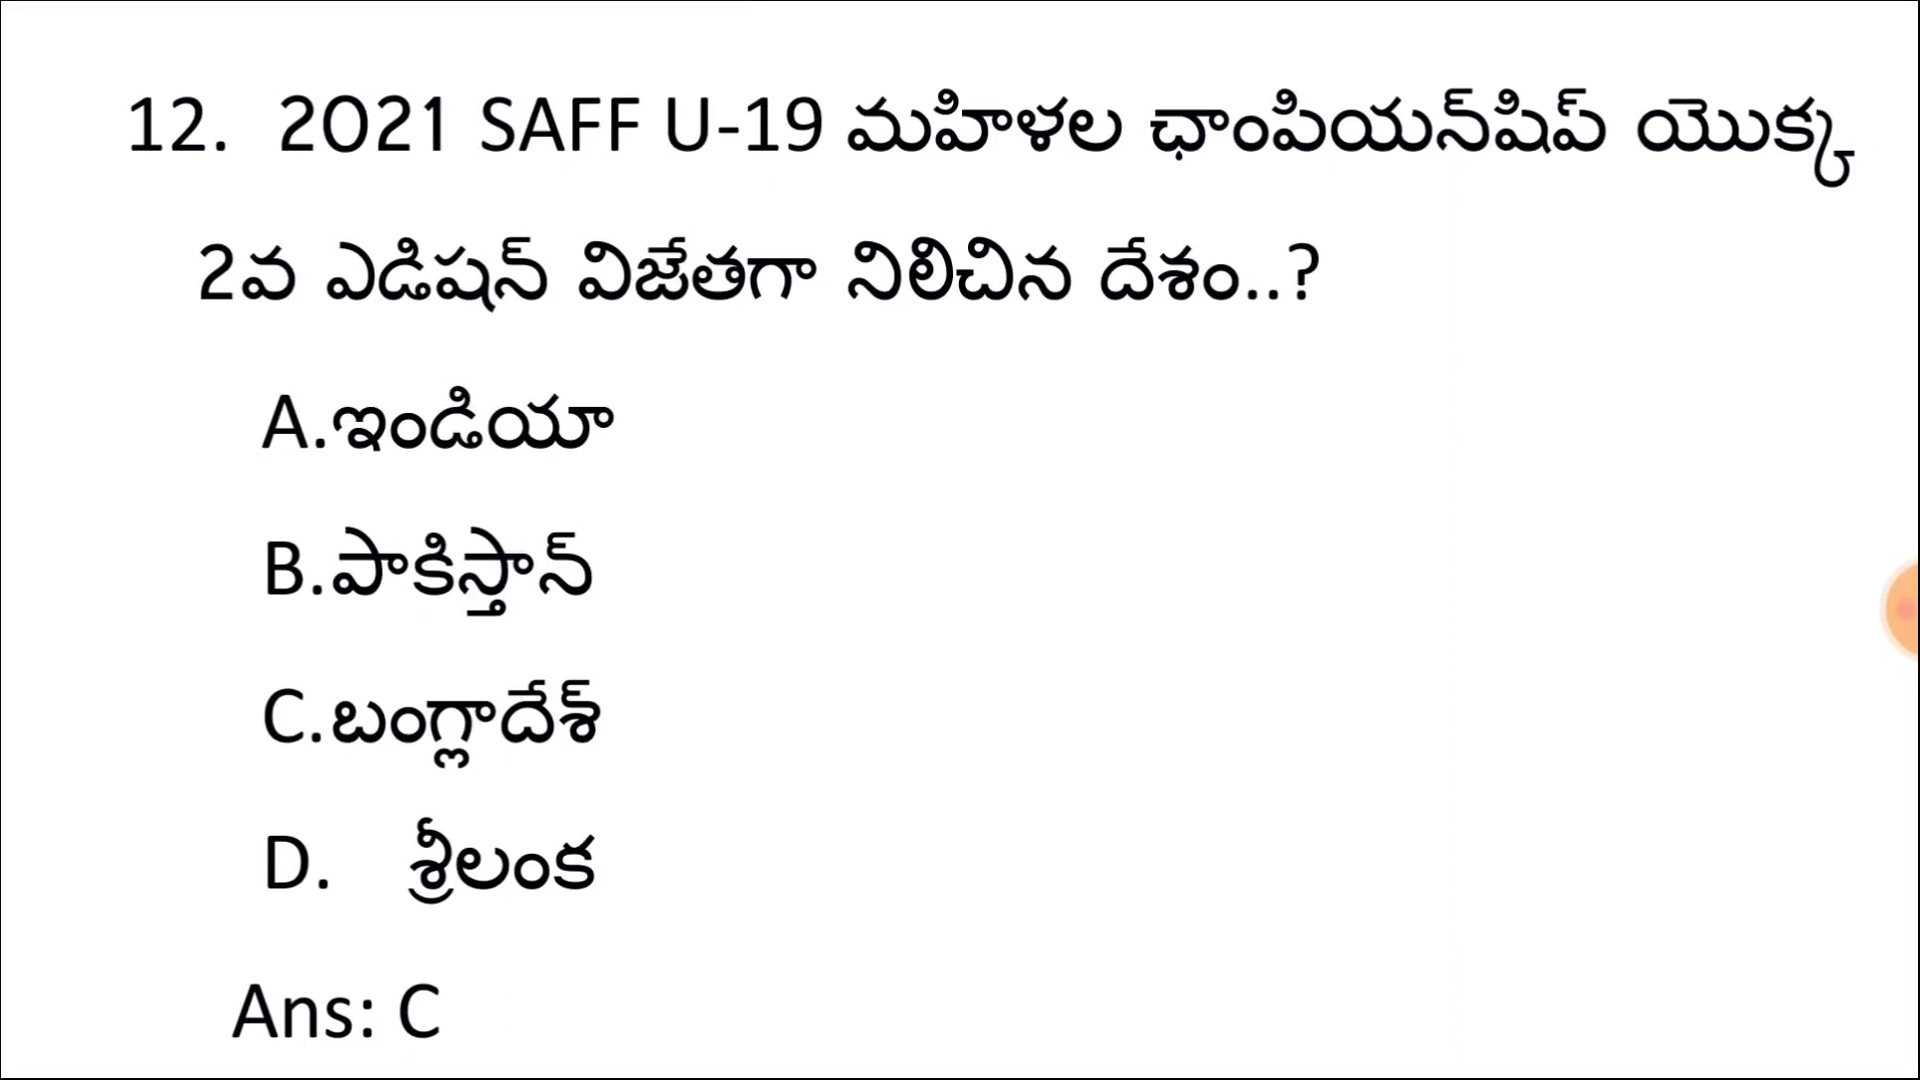 12. 2021 SAFF U-19 మహిళల ఛాంపియన్‌షిప్ యొక్క
2వ ఎడిషన్ విజేతగా నిలిచిన దేశం..?
A.ఇండియా
B.పాకిస్తాన్
C.బంగ్లాదేశ్
D. శ్రీలంక
Ans: C